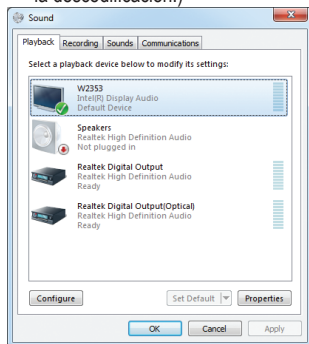 la descodificación.)
Sound
Playback Recording Sounds Communications
Select a playback device below to modify its settings:
W2353
Intel(R) Display Audio
Default Device
Speakers
Realtek High Definition Audio
Not plugged in
Realtek Digital Output
Realtek High Definition Audio
Ready
Realtek Digital Output(Optical)
Realtek High Definition Audio
Ready
Configure Set Default Properties
OK Cancel Apply